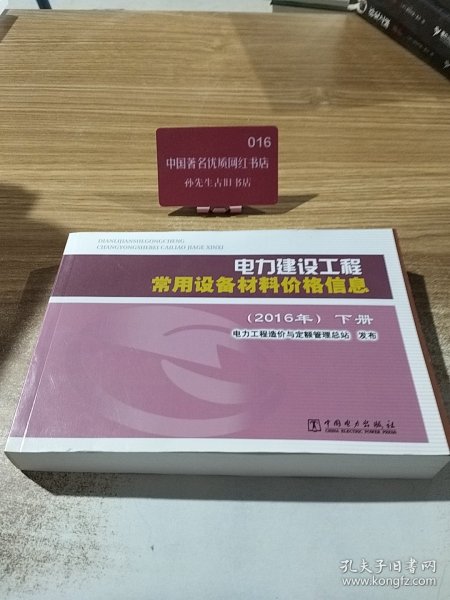 016
中国著名优质网红书店
孙先生古旧书店
DIANLIJIANSHEGONGCHENG
CHANGYONGSHEBEI CAILIAO JIAGE XINXI
电力建设工程
常用设备材料价格信息
(2016年) 下册
电力工程造价与定额管理总站 发布
中国电力出版社
CHINA ELECTRIC POWER PRESS
孔夫子旧书网
www.kongfz.com